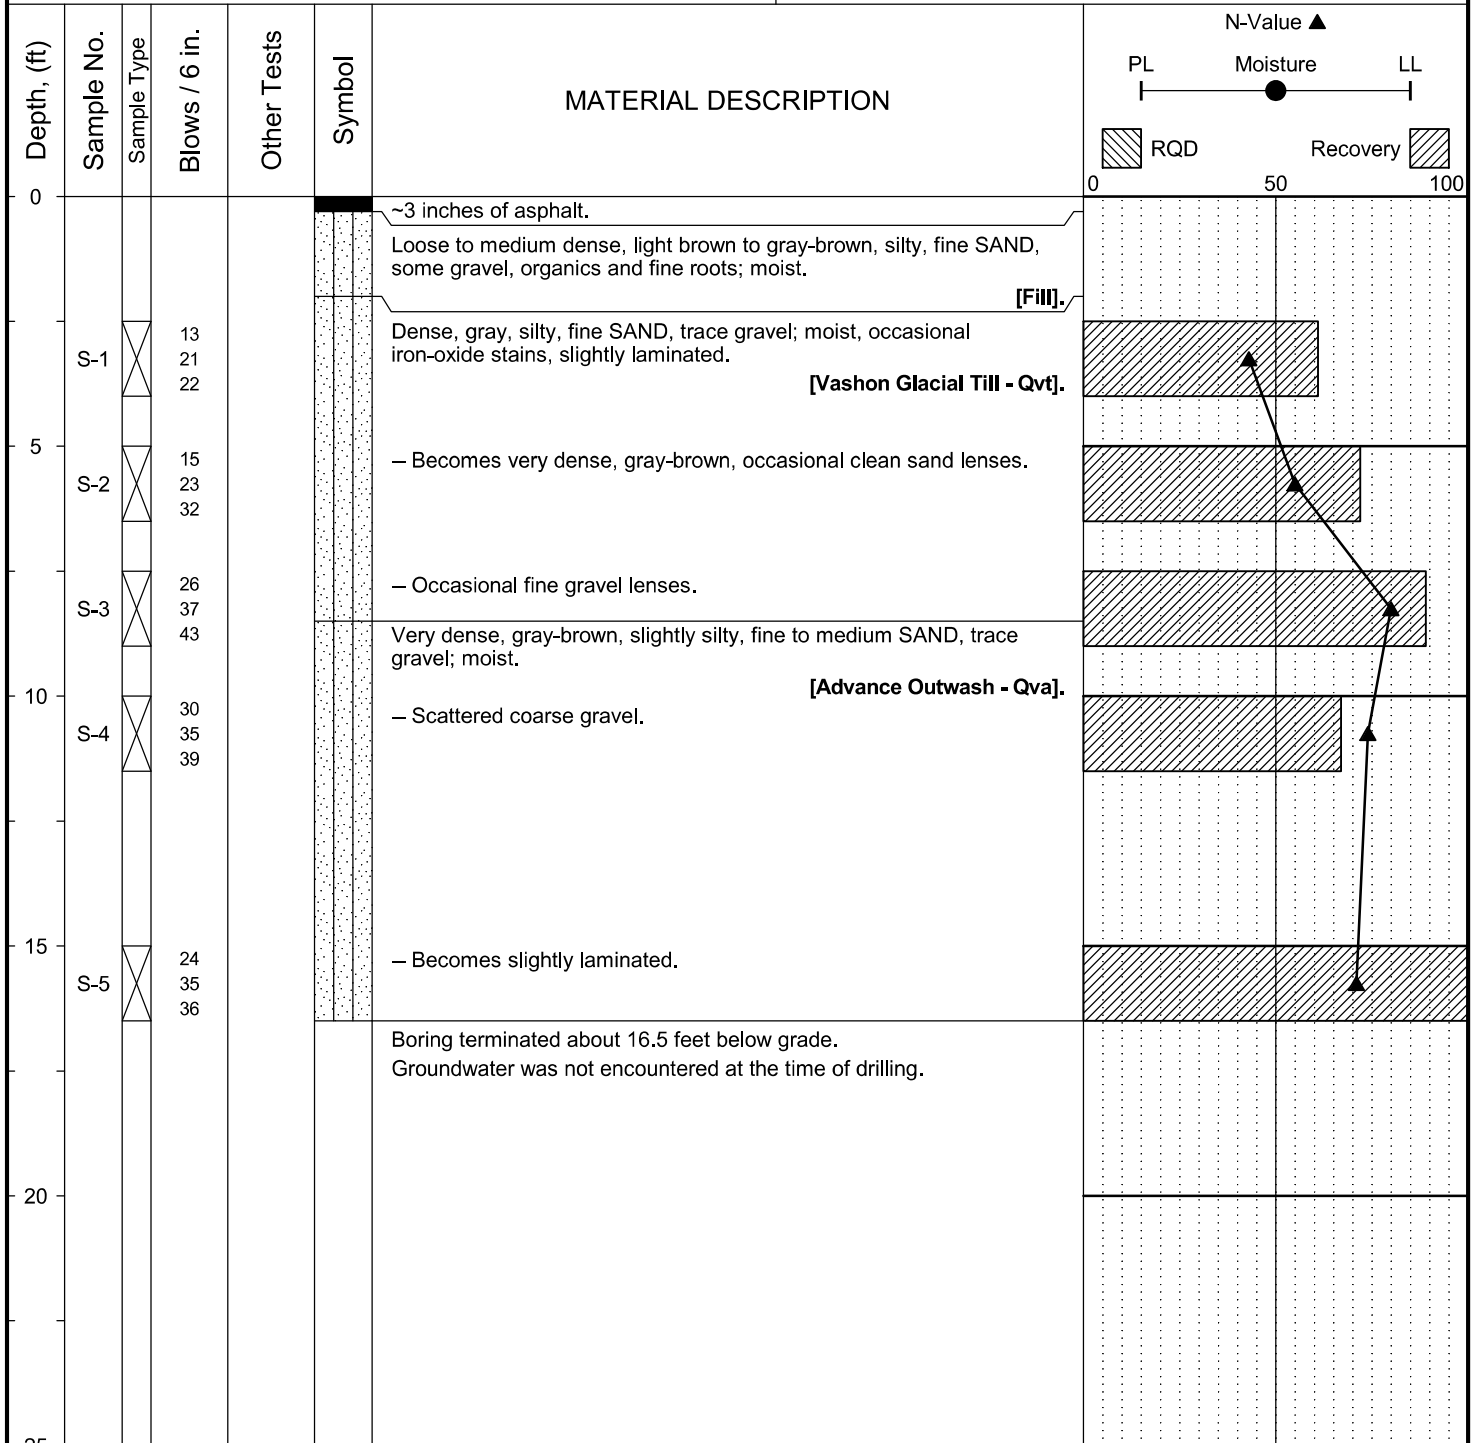 Depth, (ft)
Sample No.
Sample Type
Blows / 6 in.
Other Tests
Symbol
MATERIAL DESCRIPTION
N-Value ▲
PL Moisture LL
RQD Recovery
0 50 100
0
~3 inches of asphalt.
Loose to medium dense, light brown to gray-brown, silty, fine SAND,
some gravel, organics and fine roots; moist.
[Fill].
S-1
13
21
22
Dense, gray, silty, fine SAND, trace gravel; moist, occasional
iron-oxide stains, slightly laminated.
[Vashon Glacial Till - Qvt].
5
S-2
15
23
32
– Becomes very dense, gray-brown, occasional clean sand lenses.
S-3
26
37
43
– Occasional fine gravel lenses.
Very dense, gray-brown, slightly silty, fine to medium SAND, trace
gravel; moist.
[Advance Outwash - Qva].
10
S-4
30
35
39
– Scattered coarse gravel.
15
S-5
24
35
36
– Becomes slightly laminated.
Boring terminated about 16.5 feet below grade.
Groundwater was not encountered at the time of drilling.
20
25